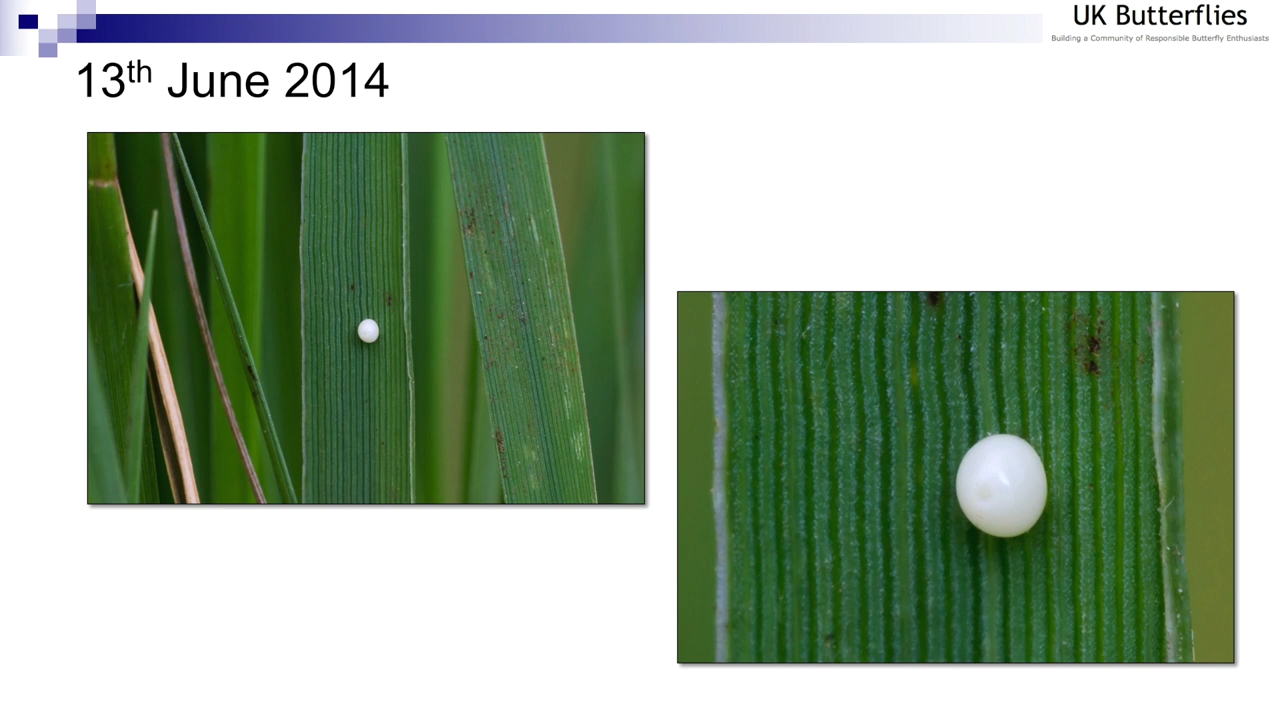 UK Butterflies
Building a Community of Responsible Butterfly Enthusiasts
13th June 2014